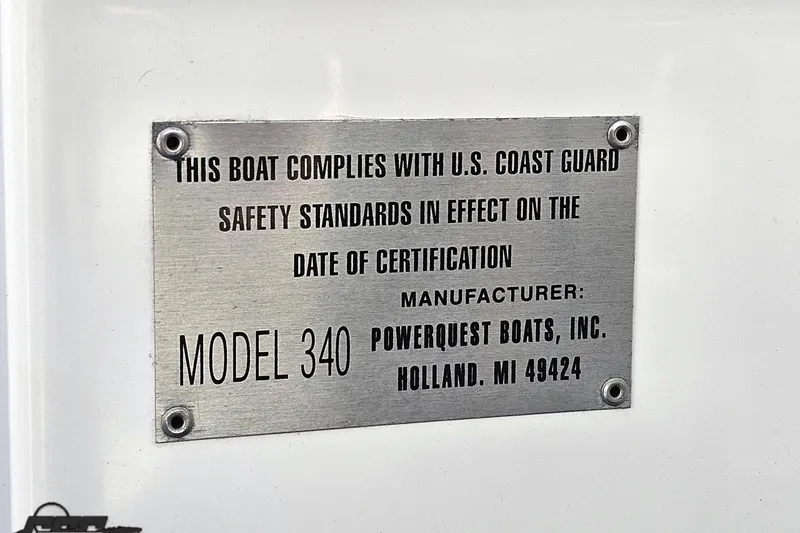 THIS BOAT COMPLIES WITH U.S. COAST GUARD
SAFETY STANDARDS IN EFFECT ON THE
DATE OF CERTIFICATION
MANUFACTURER:
MODEL 340 POWERQUEST BOATS, INC.
HOLLAND. MI 49424